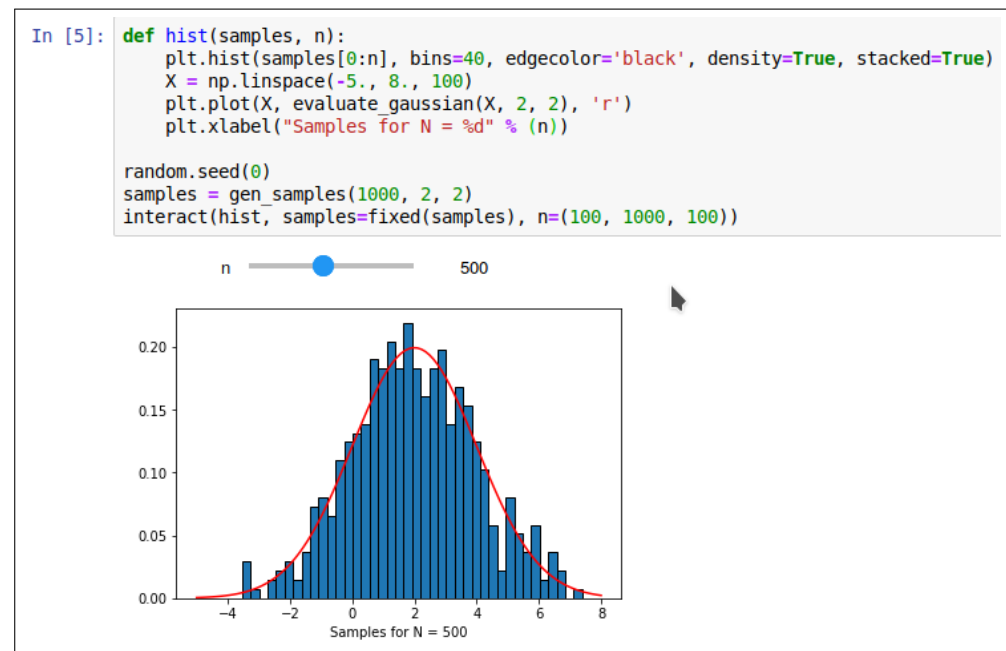 In [5]: def hist(samples, n):
    plt.hist(samples[0:n], bins=40, edgecolor='black', density=True, stacked=True)
    X = np.linspace(-5., 8., 100)
    plt.plot(X, evaluate_gaussian(X, 2, 2), 'r')
    plt.xlabel("Samples for N = %d" % (n))
random.seed(0)
samples = gen_samples(1000, 2, 2)
interact(hist, samples=fixed(samples), n=(100, 1000, 100))
n 500
0.20
0.15
0.10
0.05
0.00
−4 −2 0 2 4 6 8
Samples for N = 500